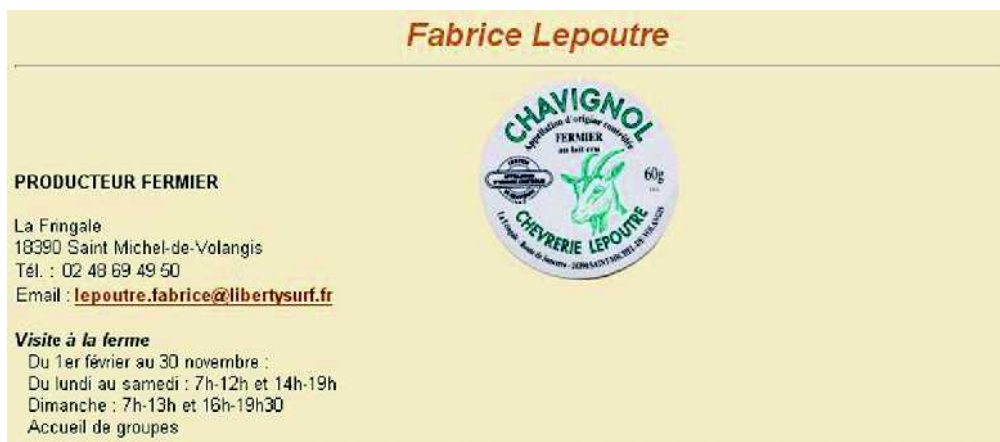 Fabrice Lepoutre
CHAVIGNOL
Appellation d'origine contrôlée
FERMIER
au lait cru
60g
CHEVRERIE LEPOUTRE
PRODUCTEUR FERMIER
La Fringale
18390 Saint Michel-de-Volangis
Tél. : 02 48 69 49 50
Email : lepoutre.fabrice@libertysurf.fr
Visite à la ferme
Du 1er février au 30 novembre :
Du lundi au samedi : 7h-12h et 14h-19h
Dimanche : 7h-13h et 16h-19h30
Accueil de groupes